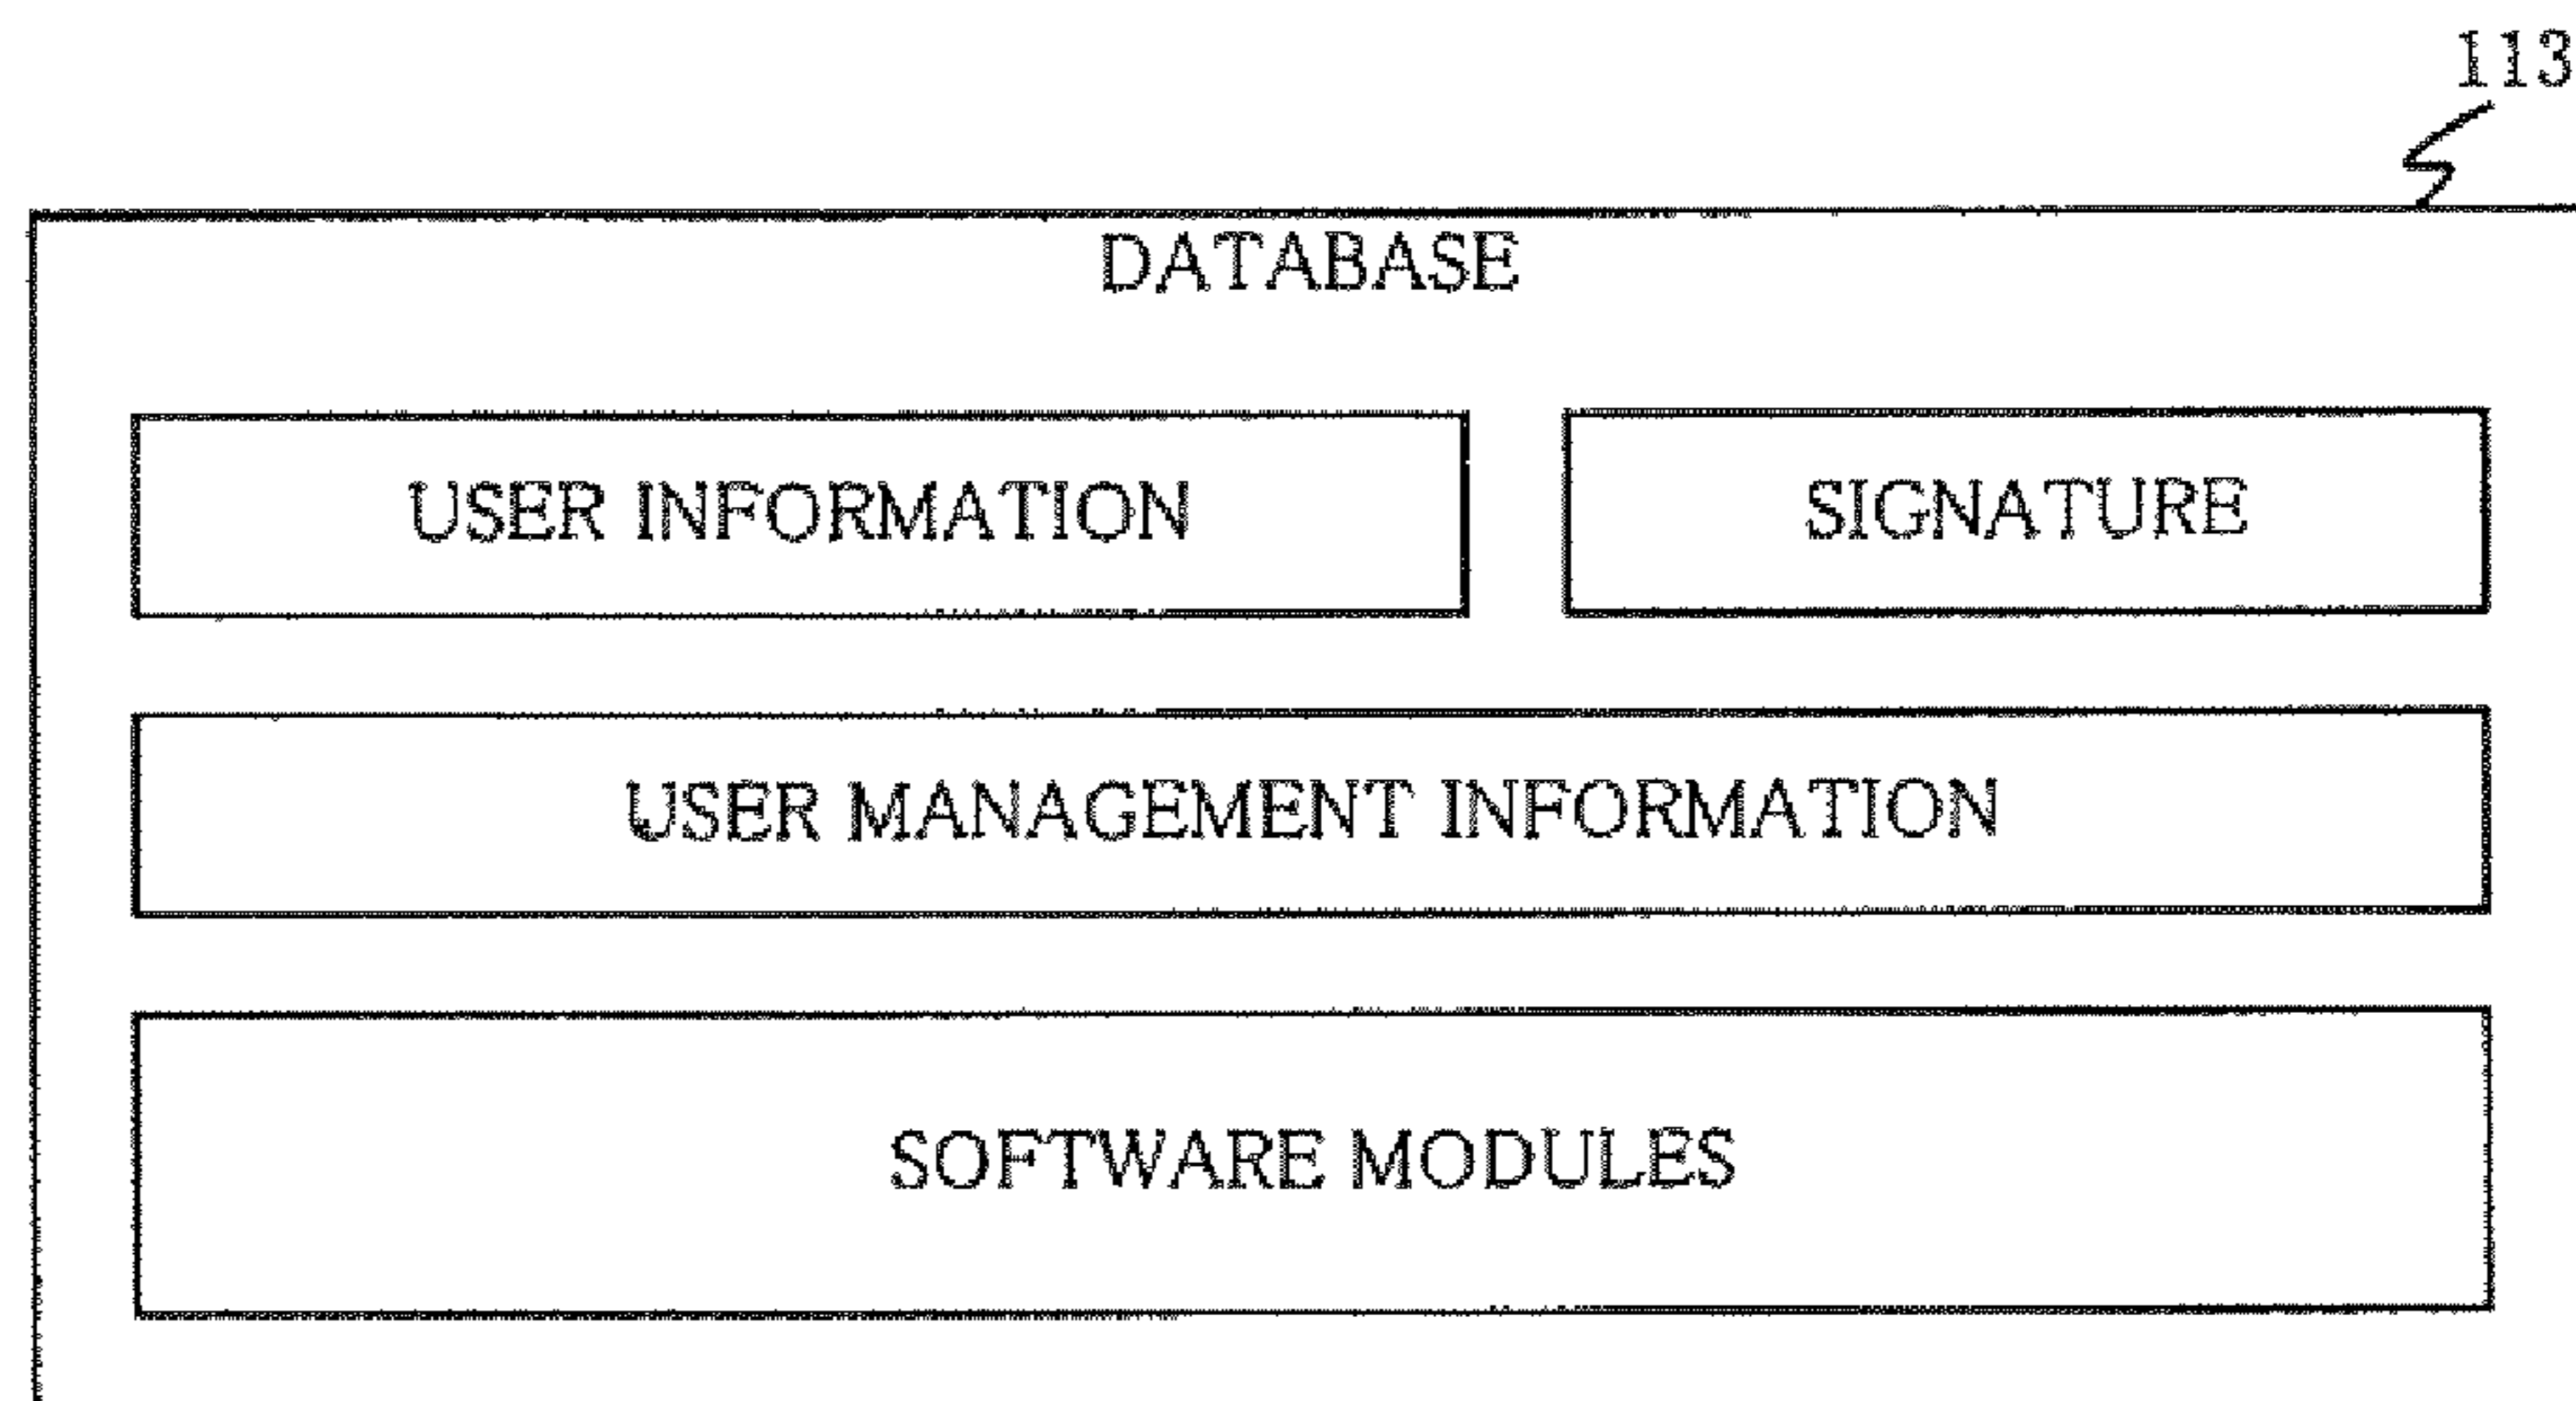 113
DATABASE
USER INFORMATION
SIGNATURE
USER MANAGEMENT INFORMATION
SOFTWARE MODULES